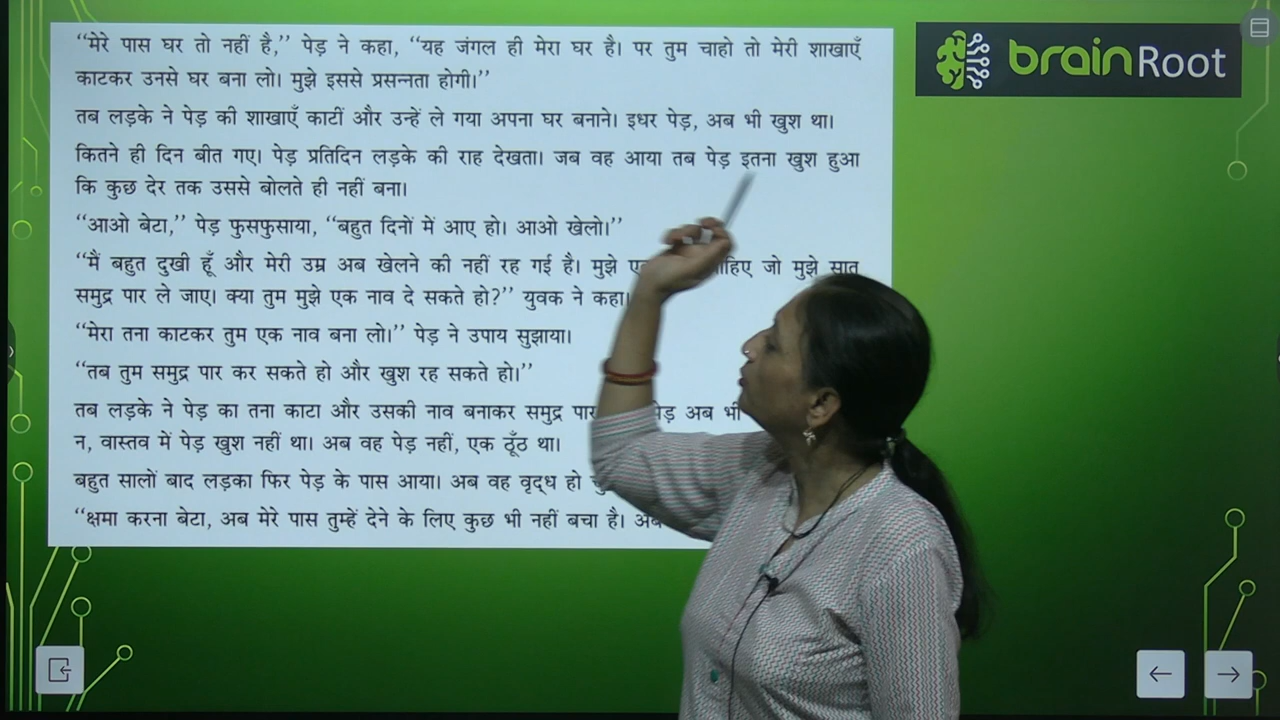 ‘‘मेरे पास घर तो नहीं है,’’ पेड़ ने कहा, ‘‘यह जंगल ही मेरा घर है। पर तुम चाहो तो मेरी शाखाएँ
काटकर उनसे घर बना लो। मुझे इससे प्रसन्नता होगी।’’
तब लड़के ने पेड़ की शाखाएँ काटीं और उन्हें ले गया अपना घर बनाने। इधर पेड़, अब भी खुश था।
कितने ही दिन बीत गए। पेड़ प्रतिदिन लड़के की राह देखता। जब वह आया तब पेड़ इतना खुश हुआ
कि कुछ देर तक उससे बोलते ही नहीं बना।
‘‘आओ बेटा,’’ पेड़ फुसफुसाया, ‘‘बहुत दिनों में आए हो। आओ खेलो।’’
‘‘मैं बहुत दुखी हूँ और मेरी उम्र अब खेलने की नहीं रह गई है। मुझे जो मुझे सात
समुद्र पार ले जाए। क्या तुम मुझे एक नाव दे सकते हो?’’ युवक ने कहा।
‘‘मेरा तना काटकर तुम एक नाव बना लो।’’ पेड़ ने उपाय सुझाया।
‘‘तब तुम समुद्र पार कर सकते हो और खुश रह सकते हो।’’
तब लड़के ने पेड़ का तना काटा और उसकी नाव बनाकर समुद्र पार अब भी
न, वास्तव में पेड़ खुश नहीं था। अब वह पेड़ नहीं, एक ठूँठ था।
बहुत सालों बाद लड़का फिर पेड़ के पास आया। अब वह वृद्ध हो
‘‘क्षमा करना बेटा, अब मेरे पास तुम्हें देने के लिए कुछ भी नहीं बचा है। अब
brainRoot